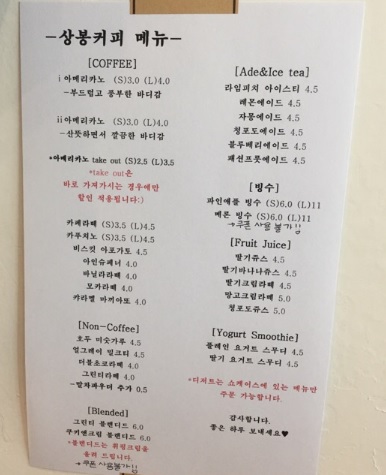 -상봉커피 메뉴-
[COFFEE]
i 아메리카노 (S)3.0 (L)4.0
-부드럽고 풍부한 바디감
ii아메리카노 (S)3.0 (L)4.0
-산뜻하면서 깔끔한 바디감
*아메리카노 take out (S)2.5 (L)3.5
*take out은
바로 가져가시는 경우에만
할인 적용됩니다:)
카페라떼 (S)3.5 (L)4.5
카푸치노 (S)3.5 (L)4.5
비스킷 아포가토 4.5
아인슈페너 4.0
바닐라라떼 4.0
모카라떼 4.0
캬라멜 마끼아또 4.0
[Non-Coffee]
호두 미숫가루 4.5
얼그레이 밀크티 4.5
더블초코라떼 4.0
그린티라떼 4.0
-알자파우더 추가 0.5
[Blended]
그린티 블렌디드 6.0
쿠키앤크림 블렌디드 6.0
*블렌디드는 휘핑크림을
올려 드립니다.
→쿠폰 사용불가능
[Ade&Ice tea]
라임피치 아이스티 4.5
레몬에이드 4.5
자몽에이드 4.5
청포도에이드 4.5
블루베리에이드 4.5
패션프룻에이드 4.5
[빙수]
파인애플 빙수 (S)6.0 (L)11
메론 빙수 (S)6.0 (L)11
→쿠폰 사용 불가능
[Fruit Juice]
딸기쥬스 4.5
딸기바나나쥬스 4.5
딸기크림라떼 4.5
망고크림라떼 5.0
청포도쥬스 5.0
[Yogurt Smoothie]
플레인 요거트 스무디 4.5
딸기 요거트 스무디 4.5
*디저트는 쇼케이스에 있는 메뉴만
주문 가능합니다.
감사합니다.
좋은 하루 보내세요♥